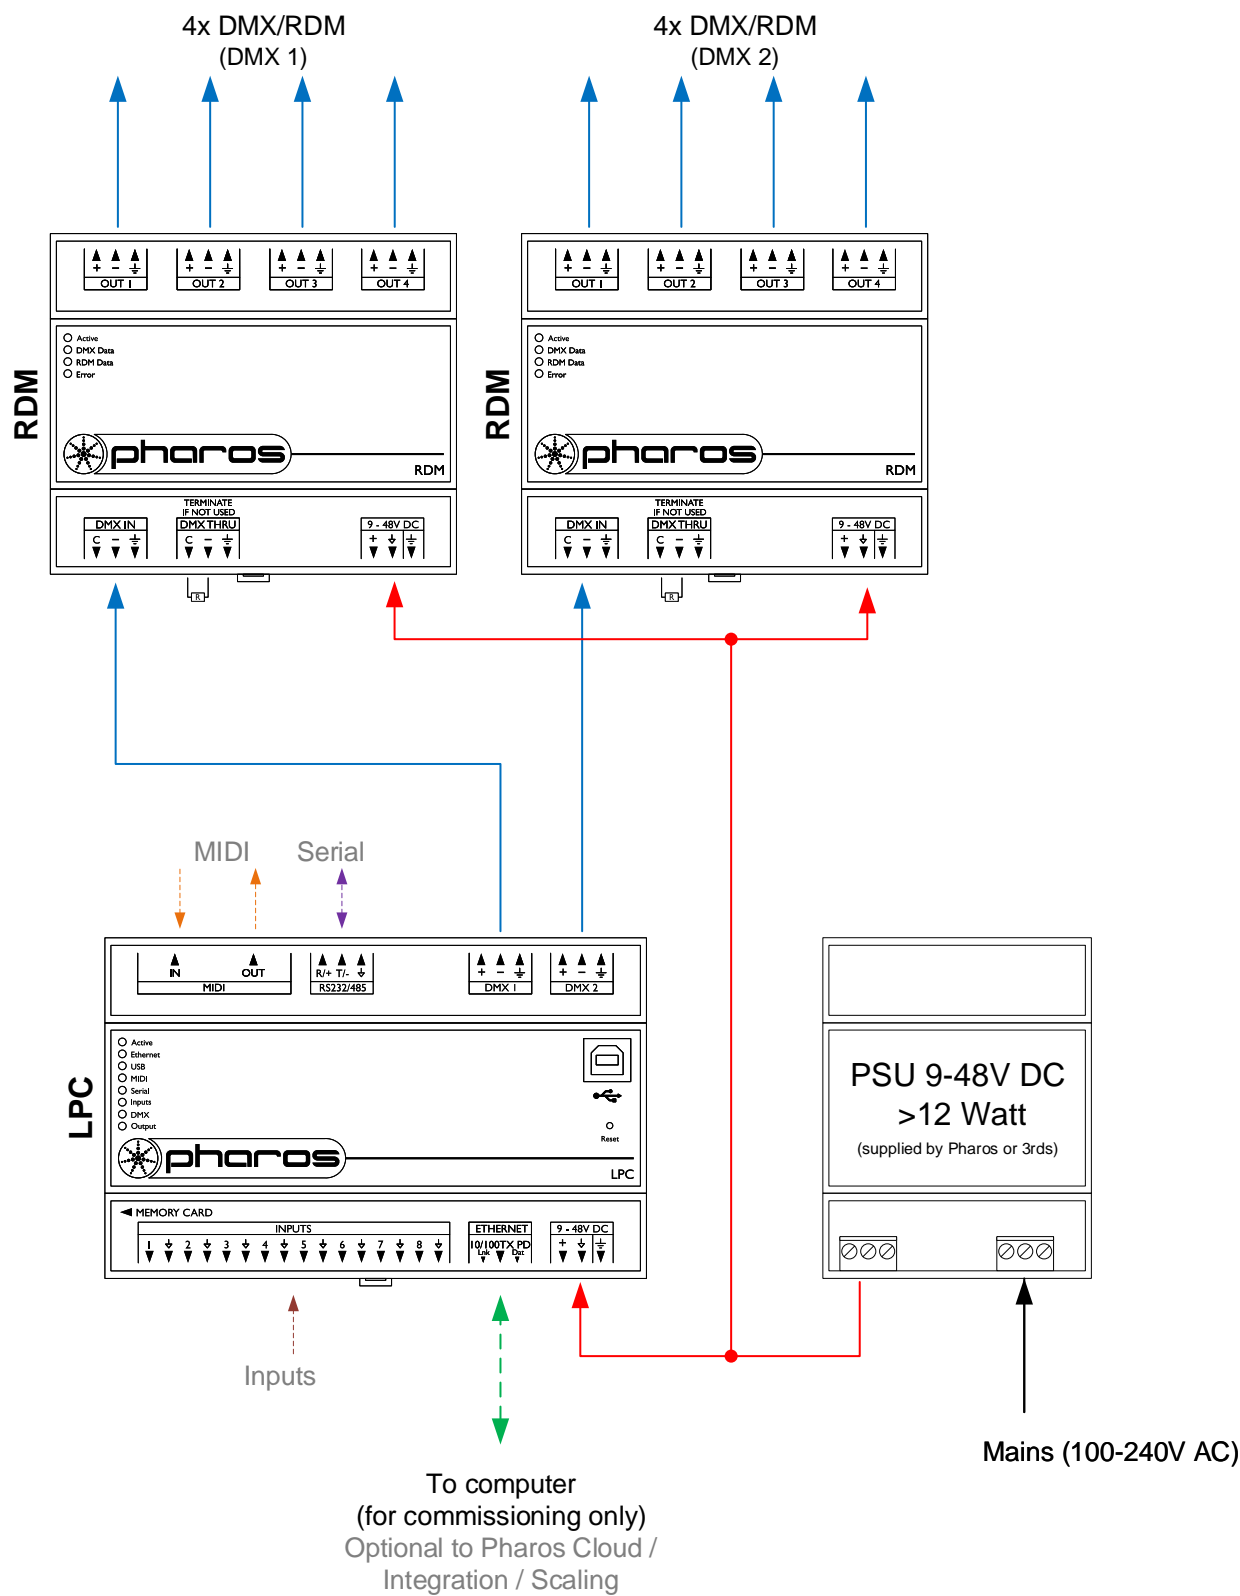 4x DMX/RDM
(DMX 1)
4x DMX/RDM
(DMX 2)
+ −
OUT 1
+ −
OUT 2
+ −
OUT 3
+ −
OUT 4
Active
DMX Data
RDM Data
Error
RDM
pharos
RDM
DMX IN
C −
TERMINATE
IF NOT USED
DMX THRU
C −
9 - 48V DC
+
R
+ −
OUT 1
+ −
OUT 2
+ −
OUT 3
+ −
OUT 4
Active
DMX Data
RDM Data
Error
RDM
pharos
RDM
DMX IN
C −
TERMINATE
IF NOT USED
DMX THRU
C −
9 - 48V DC
+
R
MIDI
Serial
IN OUT
MIDI
R/+ T/-
RS232/485
+ −
DMX 1
+ −
DMX 2
Active
Ethernet
USB
MIDI
Serial
Inputs
DMX
Output
LPC
Reset
pharos
LPC
MEMORY CARD
INPUTS
1 2 3 4 5 6 7 8
ETHERNET
10/100TX PD
Lnk Dat
9 - 48V DC
+
PSU 9-48V DC
>12 Watt
(supplied by Pharos or 3rds)
Inputs
Mains (100-240V AC)
To computer
(for commissioning only)
Optional to Pharos Cloud /
Integration / Scaling